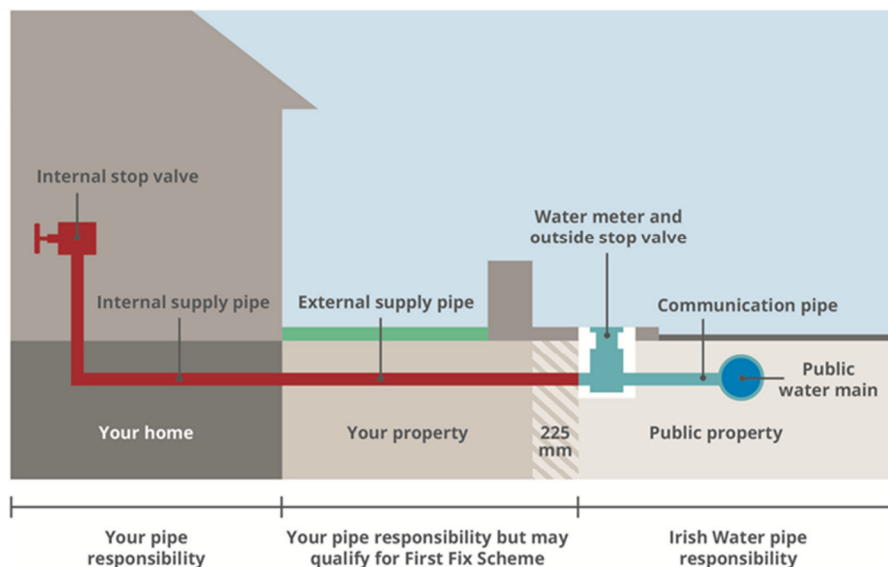 Internal stop valve
Water meter and
outside stop valve
Internal supply pipe
External supply pipe
Communication pipe
Public
water main
Your home
Your property
225
mm
Public property
Your pipe
responsibility
Your pipe responsibility but may
qualify for First Fix Scheme
Irish Water pipe
responsibility